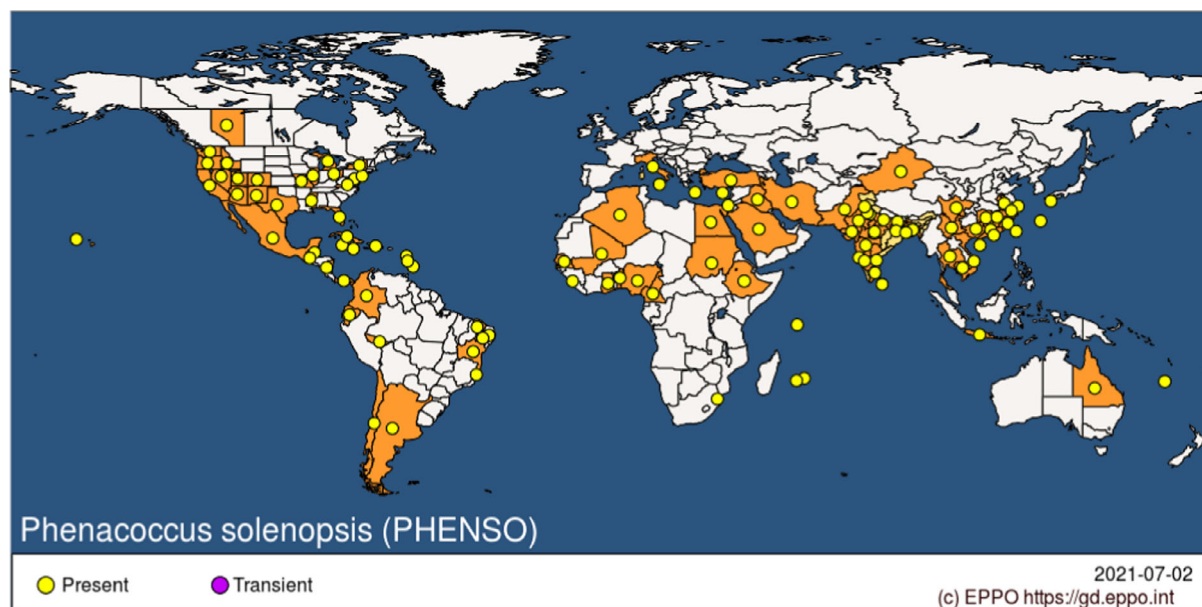 Phenacoccus solenopsis (PHENSO)
Present
Transient
2021-07-02
(c) EPPO https://gd.eppo.int